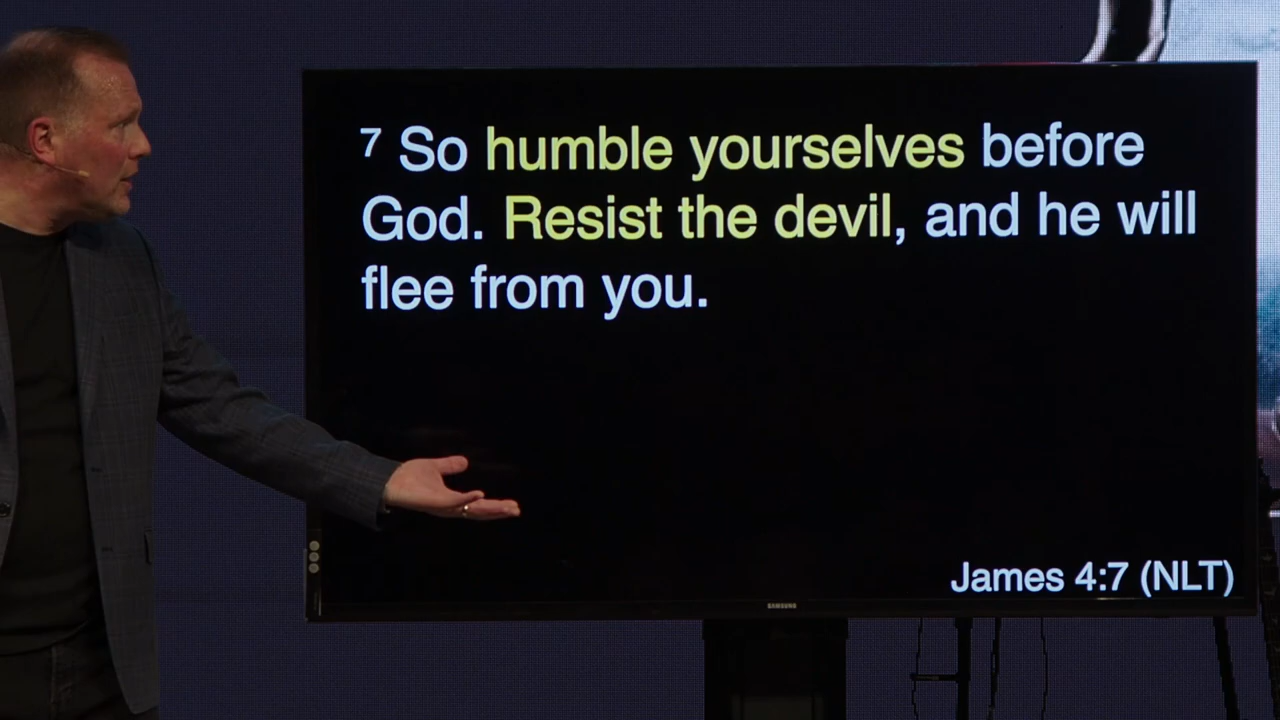 ⁷ So humble yourselves before
God. Resist the devil, and he will
flee from you.
James 4:7 (NLT)
SAMSUNG